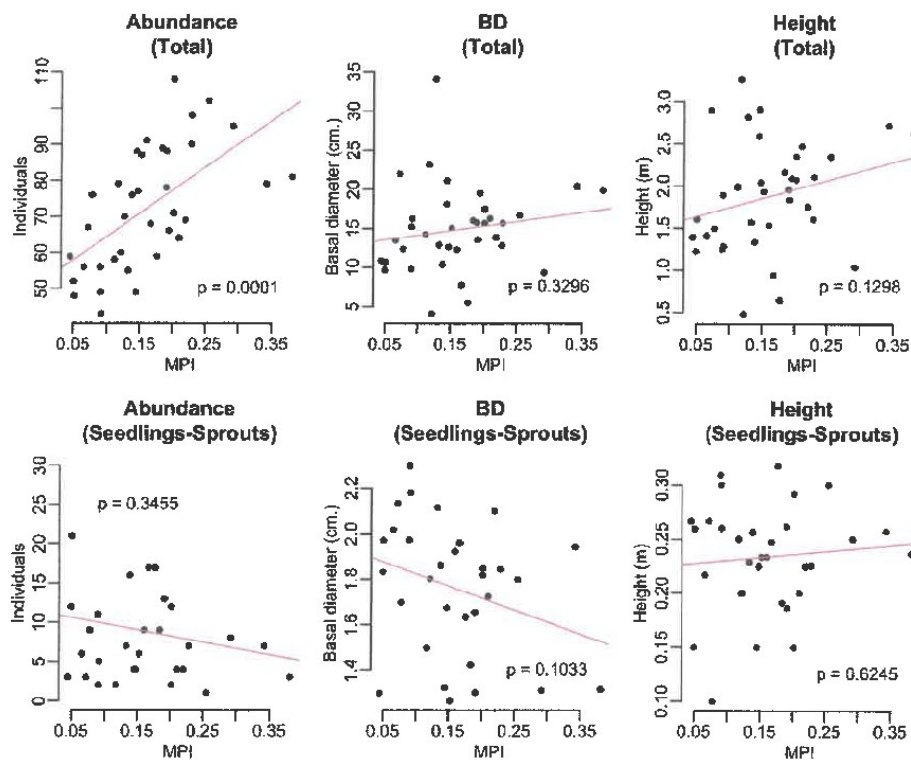 Abundance
(Total)
BD
(Total)
Height
(Total)
Individuals
50 60 70 80 90 110
p = 0.0001
0.05 0.15 0.25 0.35
MPI
Basal diameter (cm.)
5 10 15 20 25 30 35
p = 0.3296
0.05 0.15 0.25 0.35
MPI
Height (m)
0.5 1.0 1.5 2.0 2.5 3.0
p = 0.1298
0.05 0.15 0.25 0.35
MPI
Abundance
(Seedlings-Sprouts)
BD
(Seedlings-Sprouts)
Height
(Seedlings-Sprouts)
Individuals
0 5 10 15 20 30
p = 0.3455
0.05 0.15 0.25 0.35
MPI
Basal diameter (cm.)
1.4 1.6 1.8 2.0 2.2
p = 0.1033
0.05 0.15 0.25 0.35
MPI
Height (m)
0.10 0.15 0.20 0.25 0.30
p = 0.6245
0.05 0.15 0.25 0.35
MPI